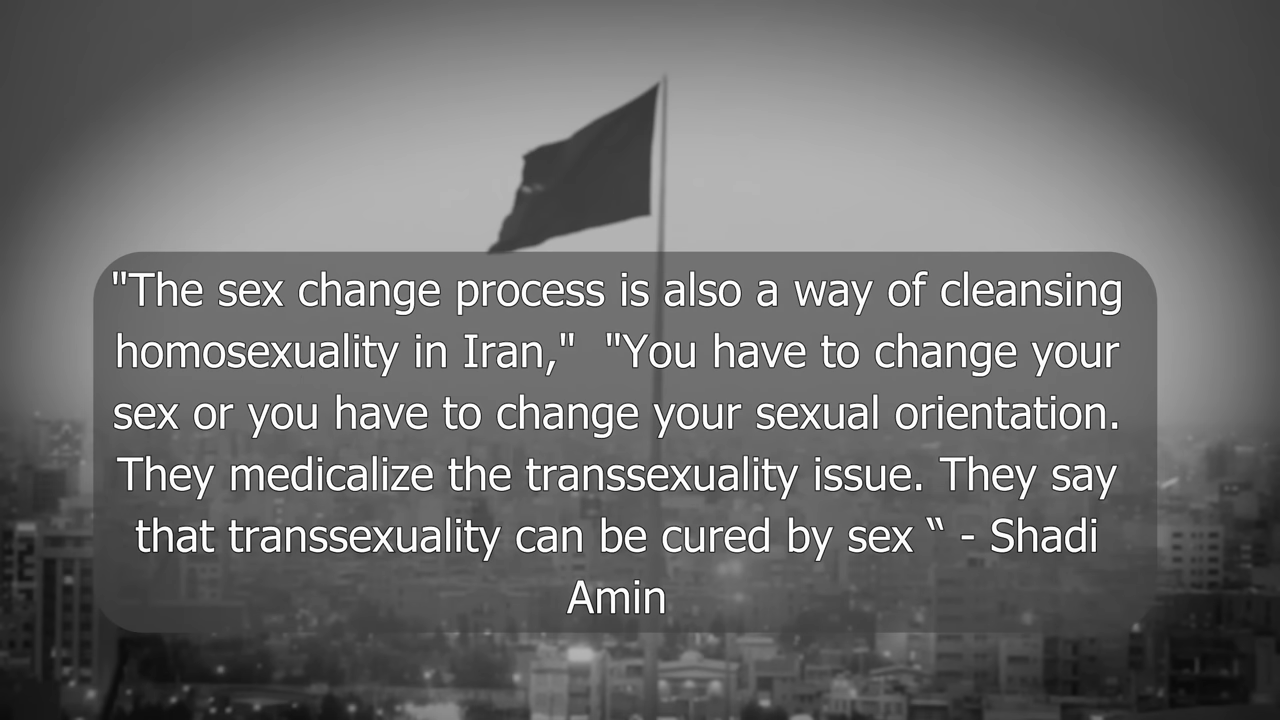 "The sex change process is also a way of cleansing
homosexuality in Iran,"  "You have to change your
sex or you have to change your sexual orientation.
They medicalize the transsexuality issue. They say
that transsexuality can be cured by sex “ - Shadi
Amin